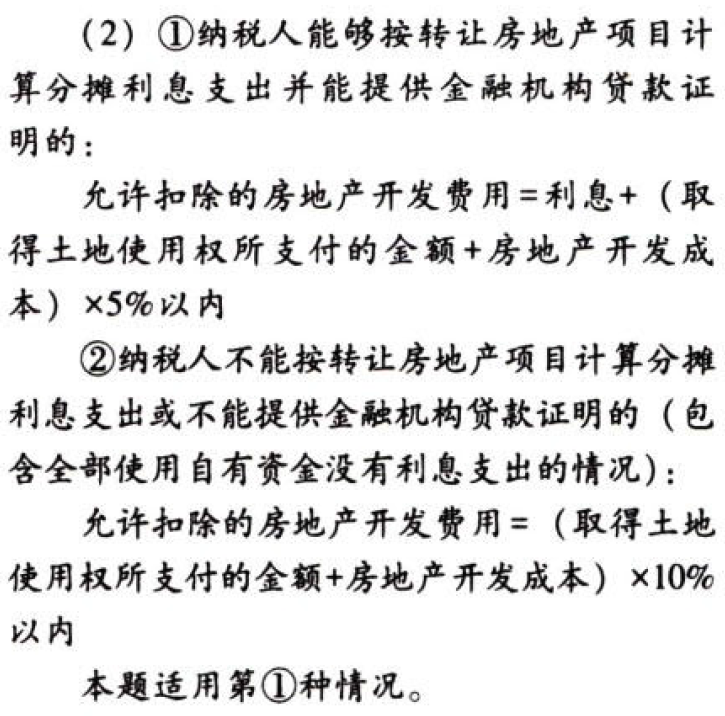 （2）①纳税人能够按转让房地产项目计
算分摊利息支出并能提供金融机构贷款证
明的：
允许扣除的房地产开发费用=利息+（取
得土地使用权所支付的金额+房地产开发成
本）×5%以内
②纳税人不能按转让房地产项目计算分摊
利息支出或不能提供金融机构贷款证明的（包
含全部使用自有资金没有利息支出的情况）：
允许扣除的房地产开发费用=（取得土地
使用权所支付的金额+房地产开发成本）×10%
以内
本题适用第①种情况。